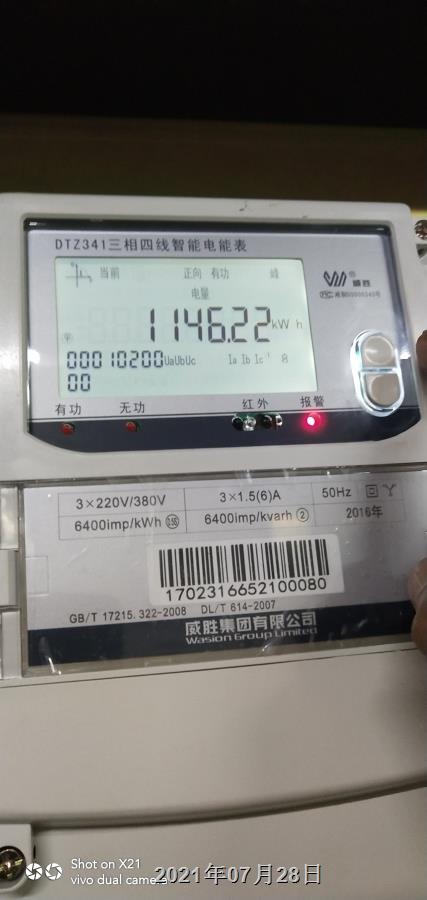 DTZ341三相四线智能电能表
当前 正向 有功 峰
电量
威胜
1146.22kWh
00010200UaUbUc Ia Ib Ic
00
有功 无功 红外 报警
3×220V/380V 3×1.5(6)A 50Hz
6400imp/kWh 6400imp/kvarh ② 2016年
1702316652100080
GB/T 17215.322-2008 DL/T 614-2007
威胜集团有限公司
Wasion Group Limited
Shot on X21
vivo dual camera
2021年07月28日